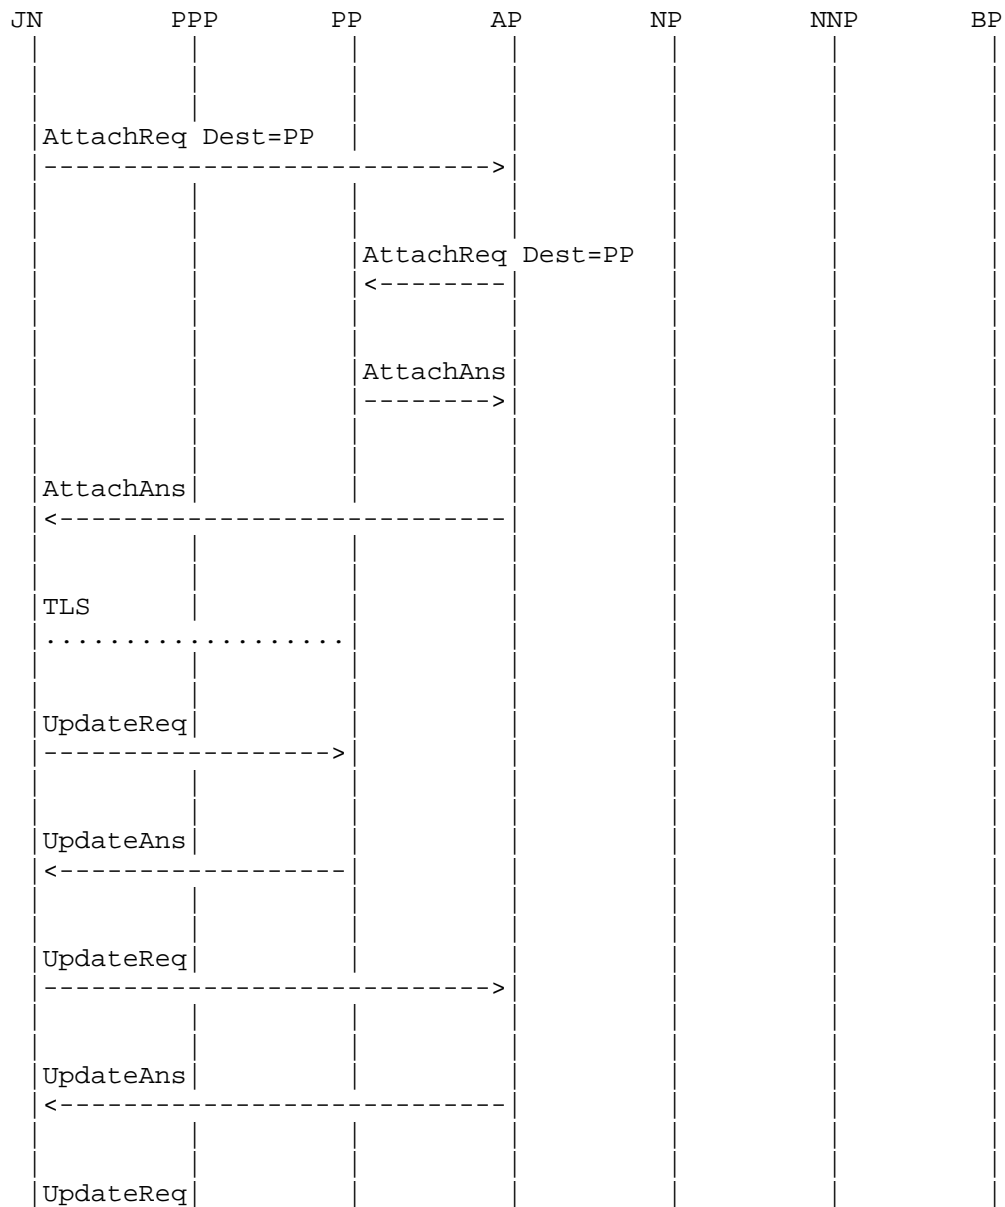 JN PPP PP AP NP NNP BP
AttachReq Dest=PP
AttachReq Dest=PP
AttachAns
AttachAns
TLS
UpdateReq
UpdateAns
UpdateReq
UpdateAns
UpdateReq